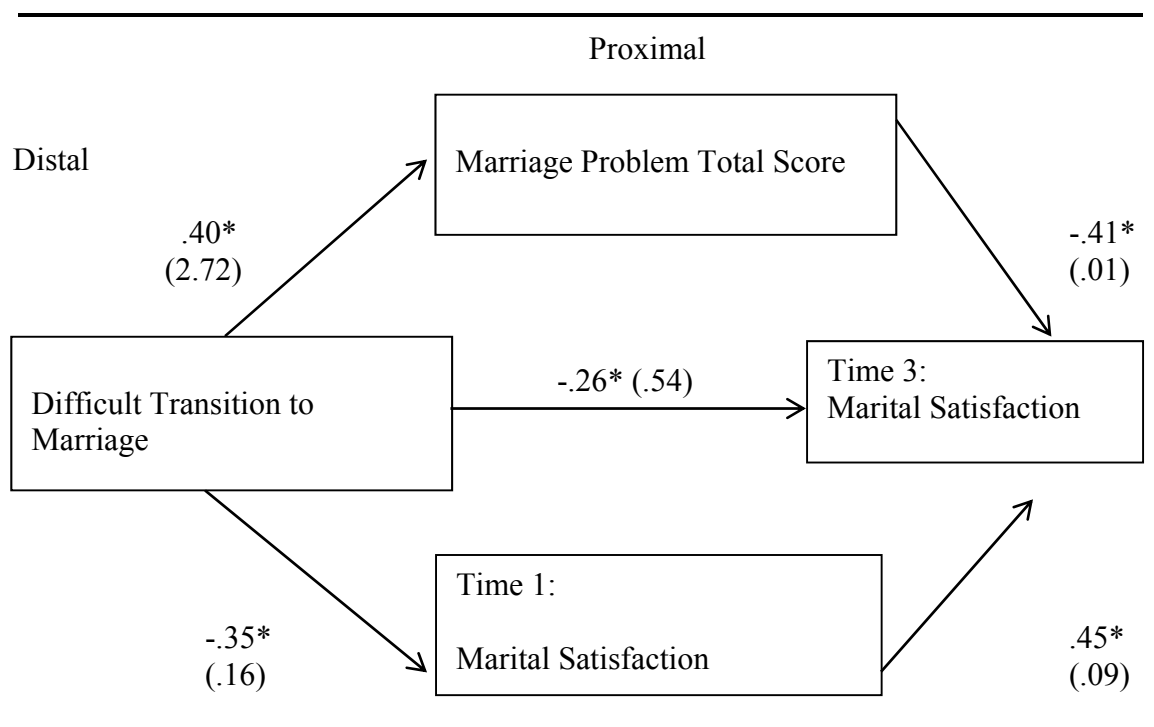 Proximal
Distal
Marriage Problem Total Score
.40*
(2.72)
-.41*
(.01)
Difficult Transition to
Marriage
-.26* (.54)
Time 3:
Marital Satisfaction
Time 1:
Marital Satisfaction
-.35*
(.16)
.45*
(.09)